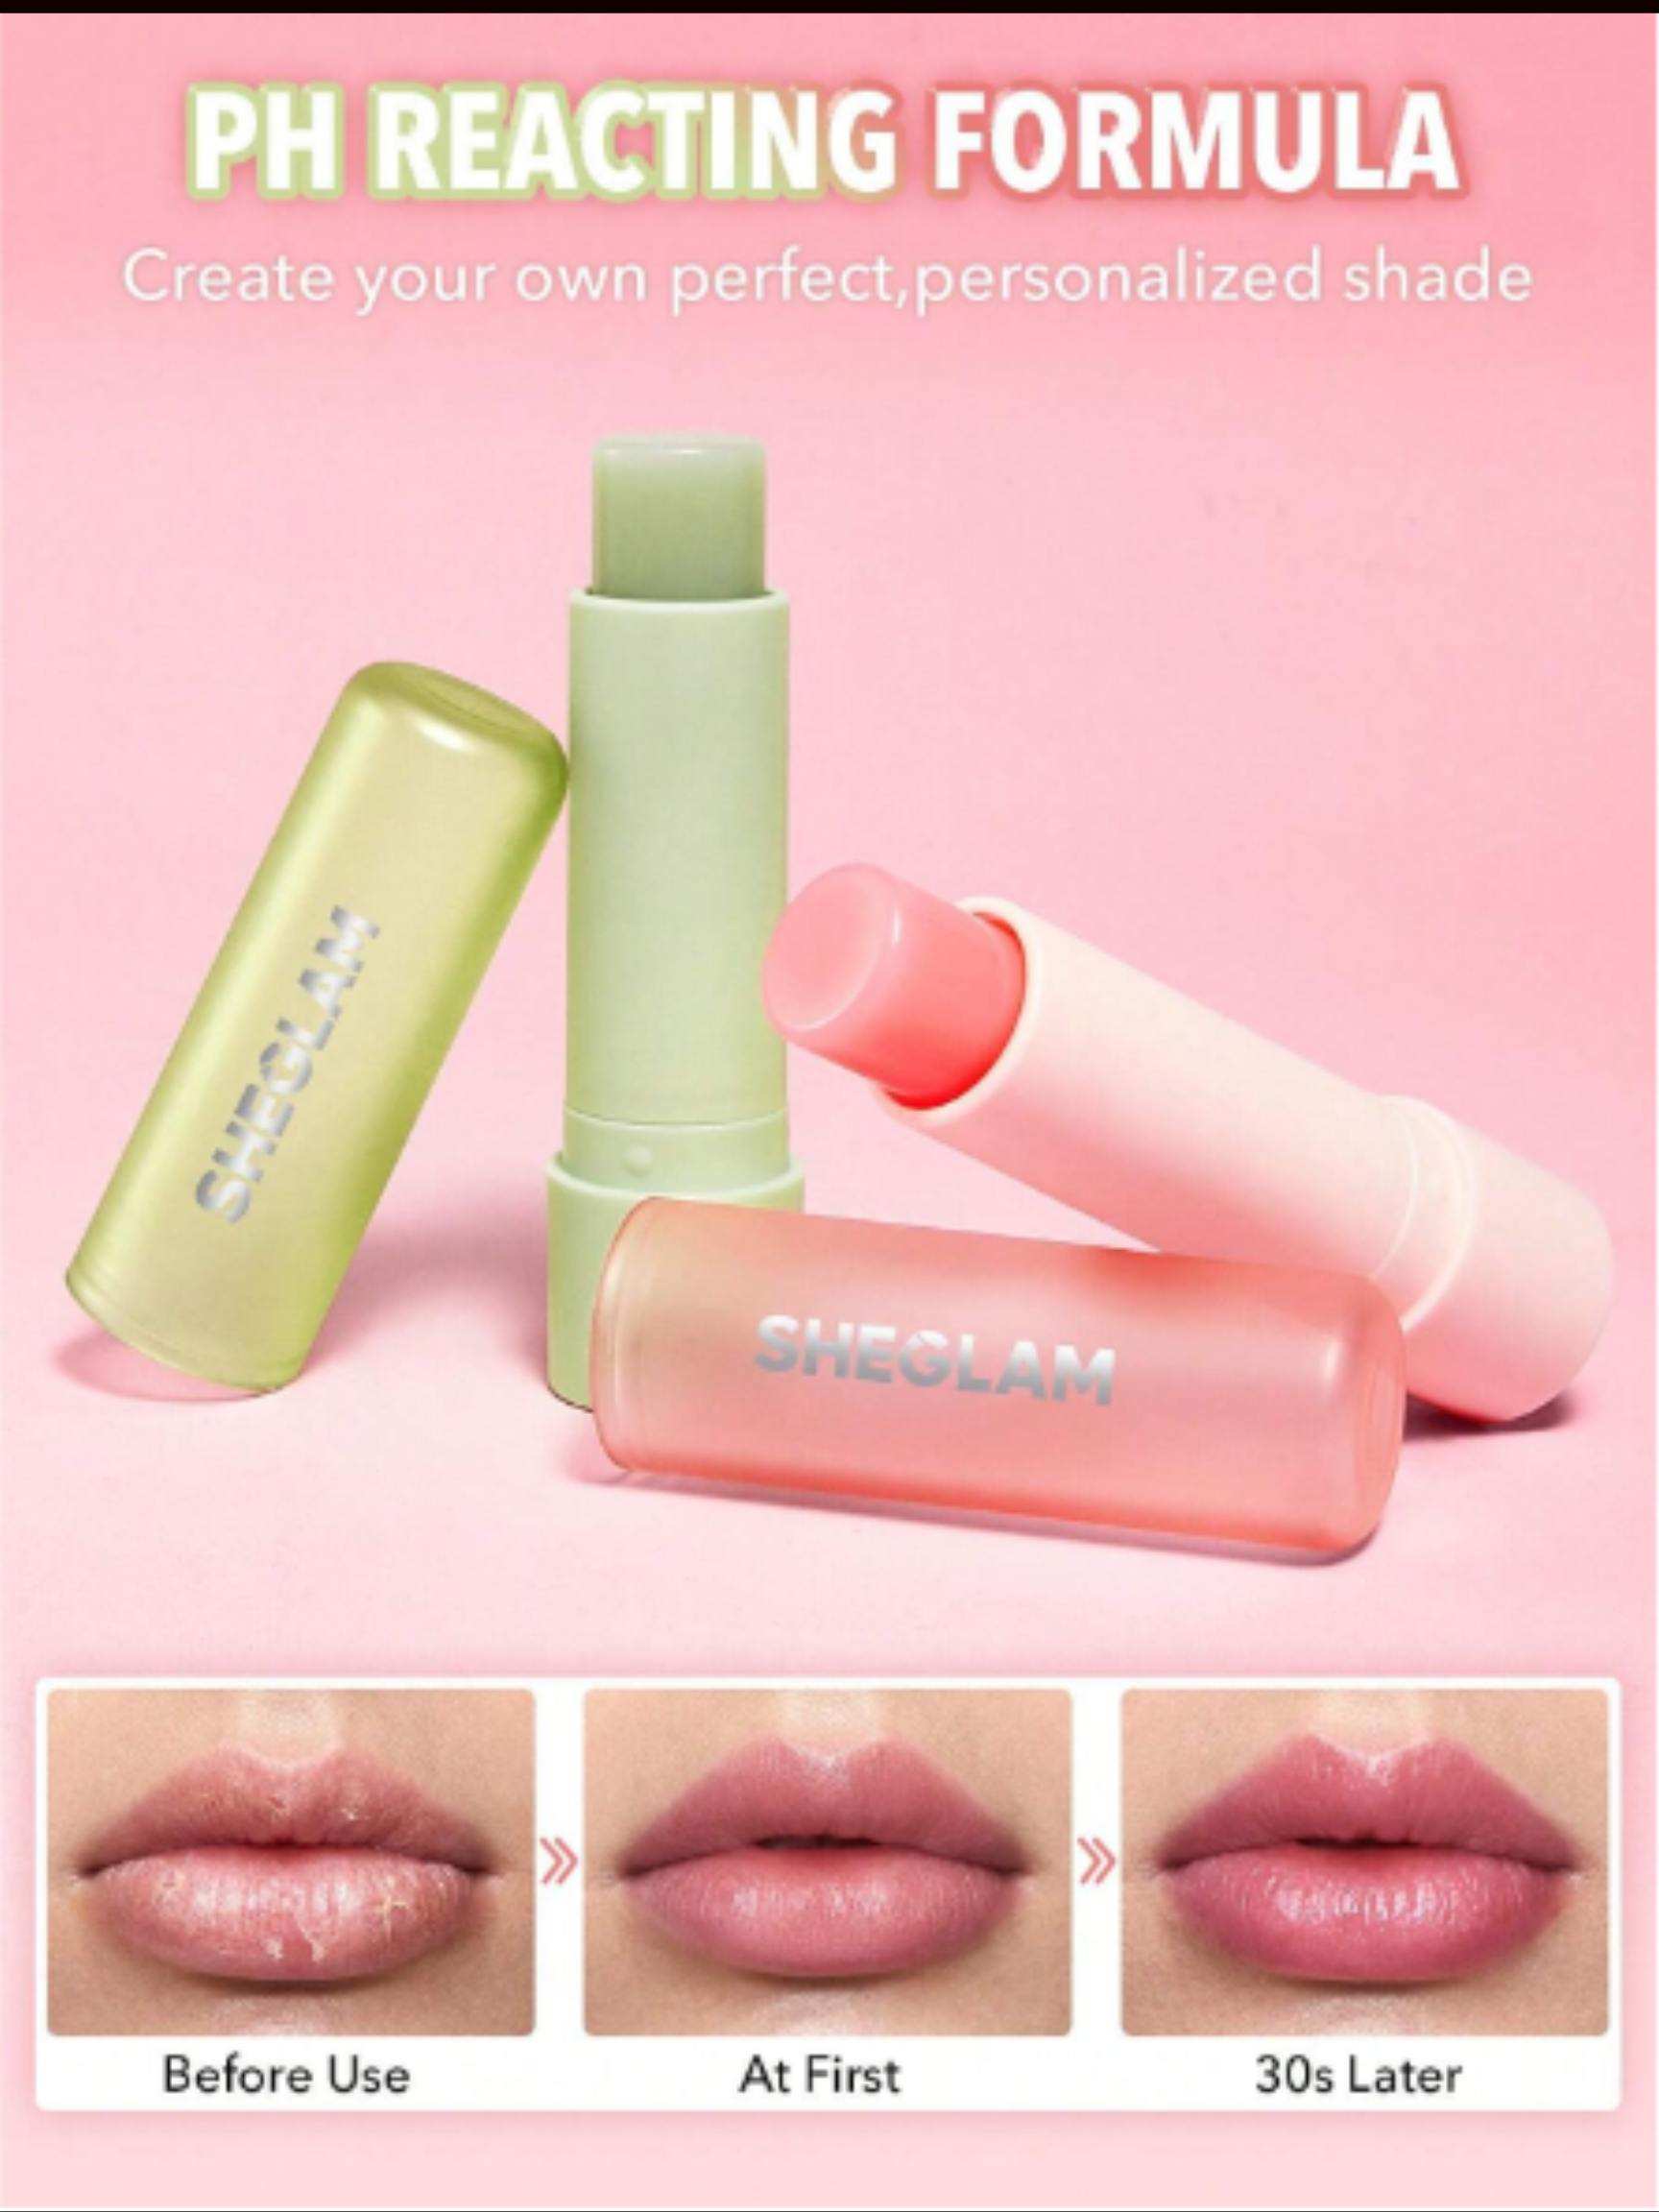 PH REACTING FORMULA
Create your own perfect,personalized shade
SHEGLAM
SHEGLAM
Before Use
At First
30s Later